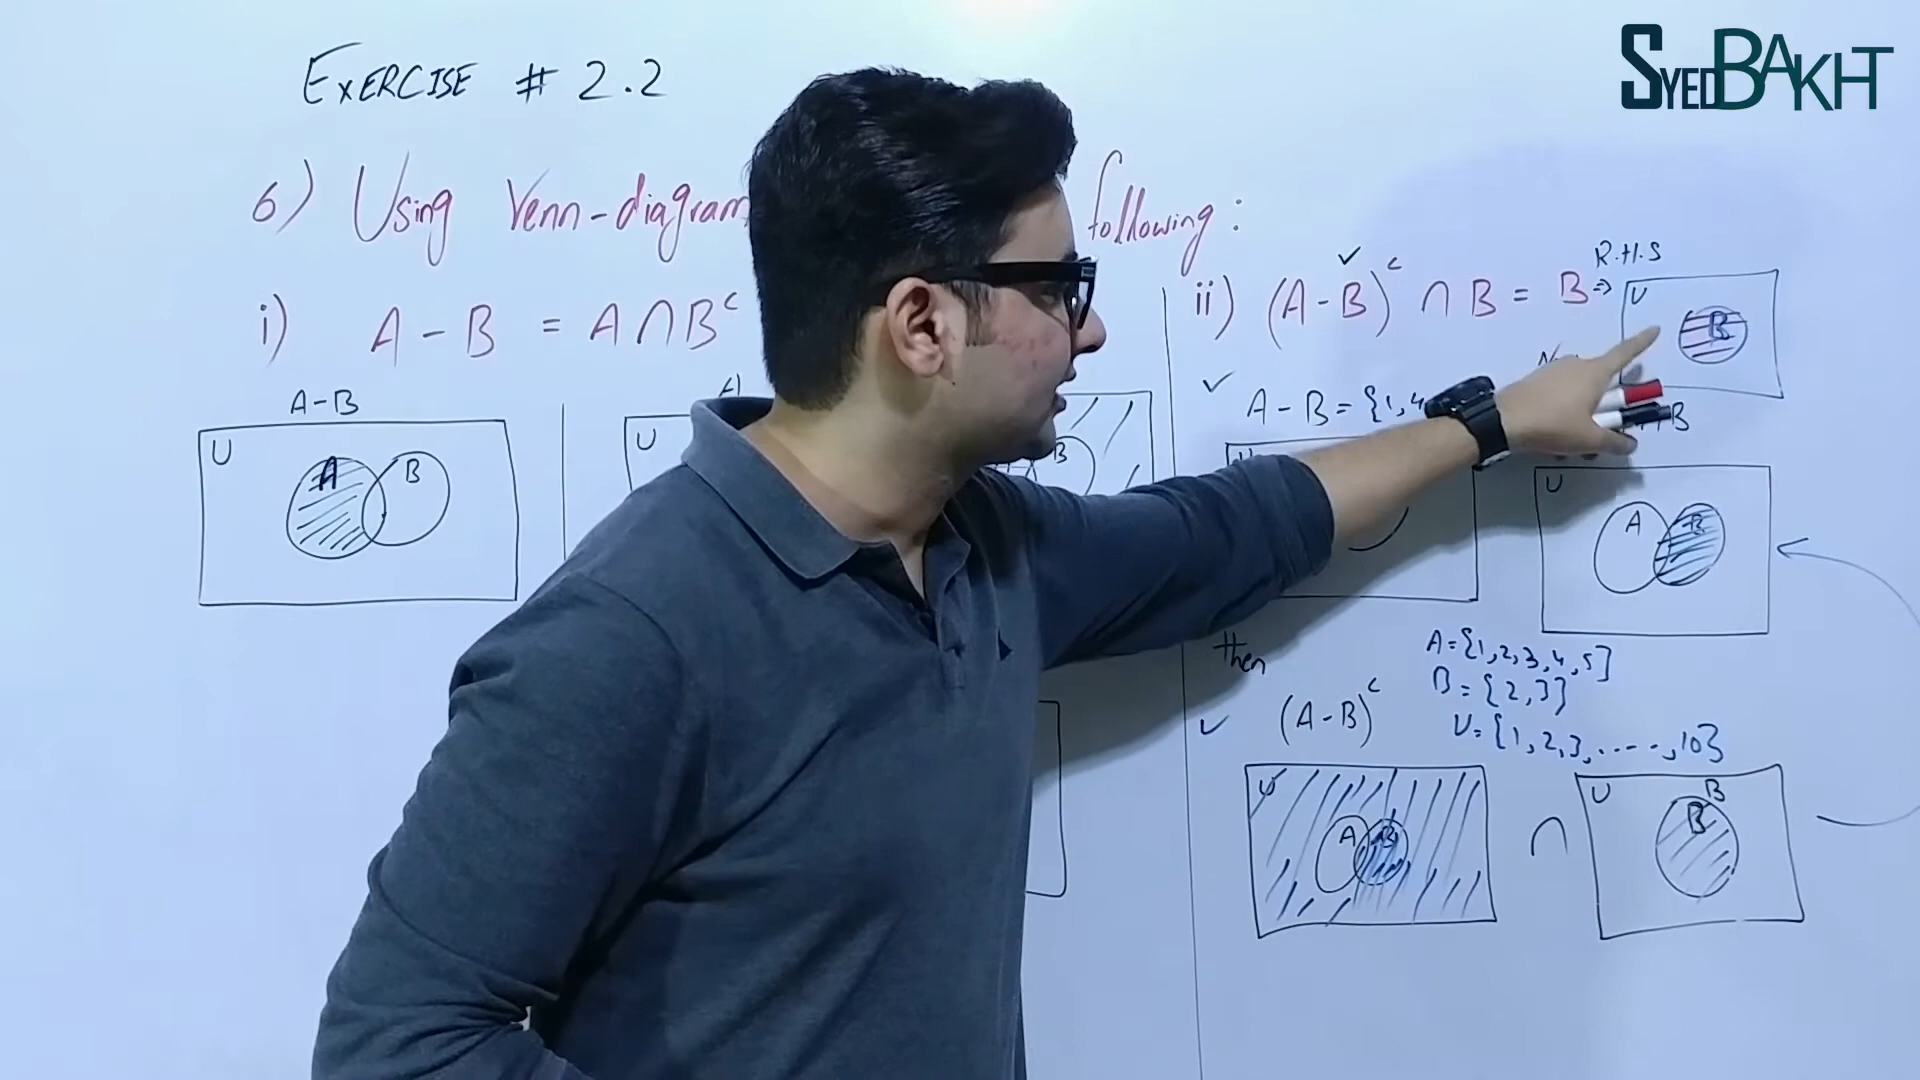 SYEDBAKHT
EXERCISE # 2.2
6) Using Venn-diagram following:
i) A - B = A ∩ B^c
A-B
U
A
B
U
B
ii) (A - B)^c ∩ B = B ⇒
R.H.S
U
B
A - B = {1, 4
U
B
U
A
B
then
A = {1, 2, 3, 4, 5}
B = {2, 3}
U = {1, 2, 3, ----, 10}
(A - B)^c
U
A
B
∩
U
B
B